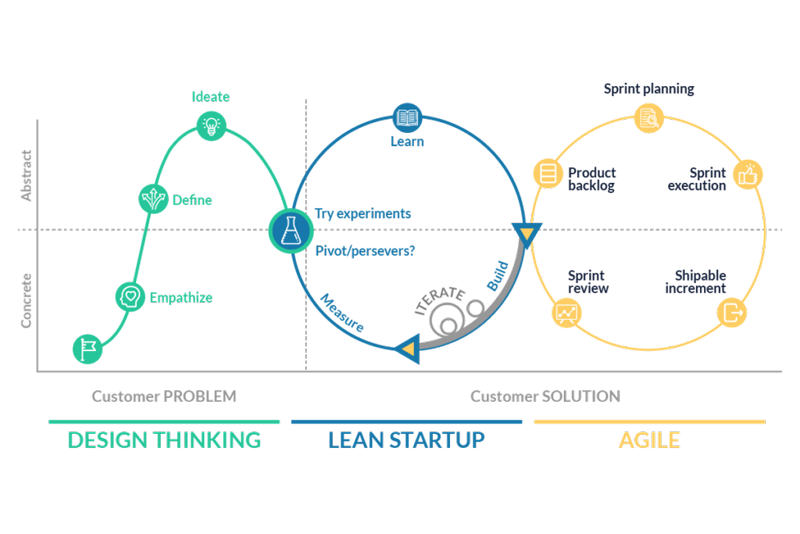 Sprint planning
Ideate
Learn
Abstract
Define
Product
backlog
Sprint
execution
Try experiments
Pivot/persevers?
Concrete
Empathize
Measure
ITERATE
Build
Sprint
review
Shipable
increment
Customer PROBLEM
Customer SOLUTION
DESIGN THINKING
LEAN STARTUP
AGILE